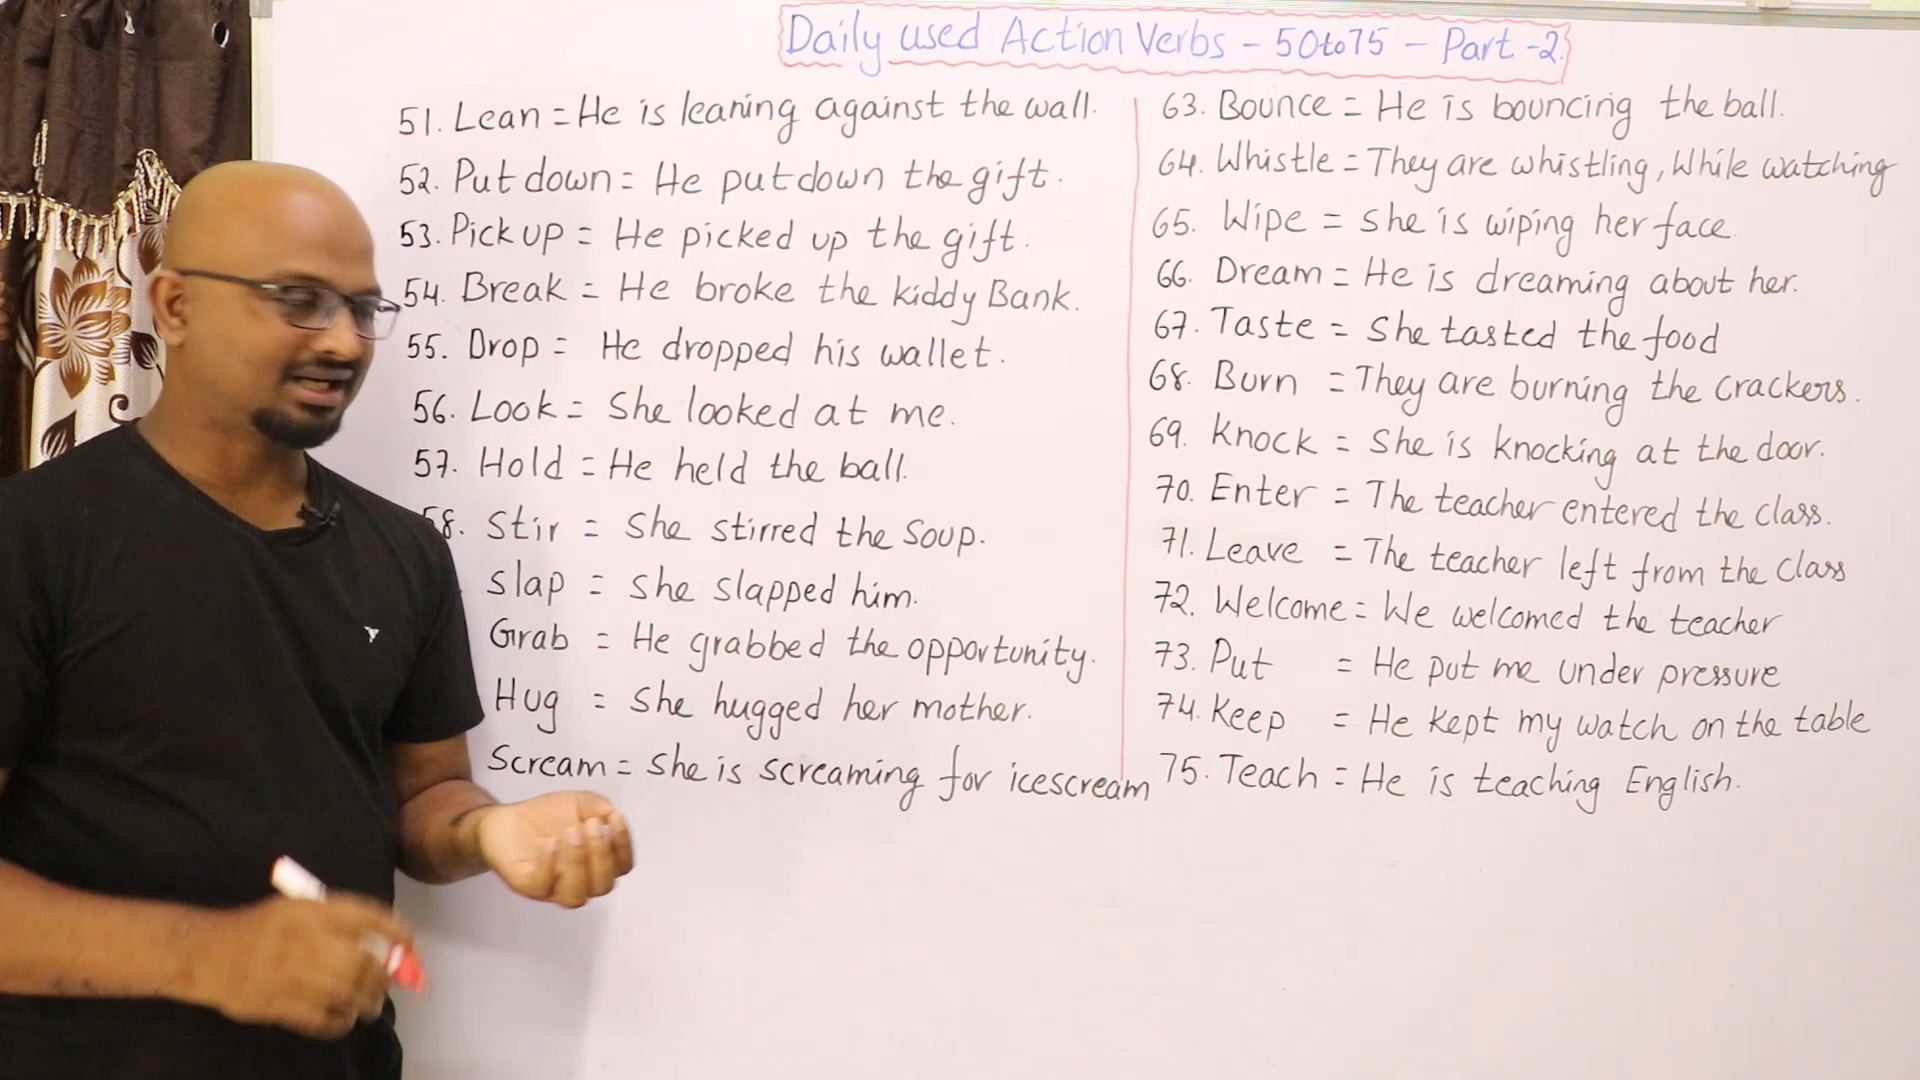 Daily used Action Verbs - 50to75 - Part -2
51. Lean = He is leaning against the wall.
52. Put down = He put down the gift.
53. Pick up = He picked up the gift.
54. Break = He broke the kiddy Bank.
55. Drop = He dropped his wallet.
56. Look = She looked at me.
57. Hold = He held the ball.
58. Stir = She stirred the Soup.
Slap = She slapped him.
Grab = He grabbed the opportunity.
Hug = She hugged her mother.
Scream = She is screaming for icescream
63. Bounce = He is bouncing the ball.
64. Whistle = They are whistling, While watching
65. Wipe = She is wiping her face.
66. Dream = He is dreaming about her.
67. Taste = She tasted the food
68. Burn = They are burning the crackers.
69. Knock = She is knocking at the door.
70. Enter = The teacher entered the class.
71. Leave = The teacher left from the class
72. Welcome = We welcomed the teacher
73. Put = He put me under pressure
74. Keep = He kept my watch on the table
75. Teach = He is teaching English.